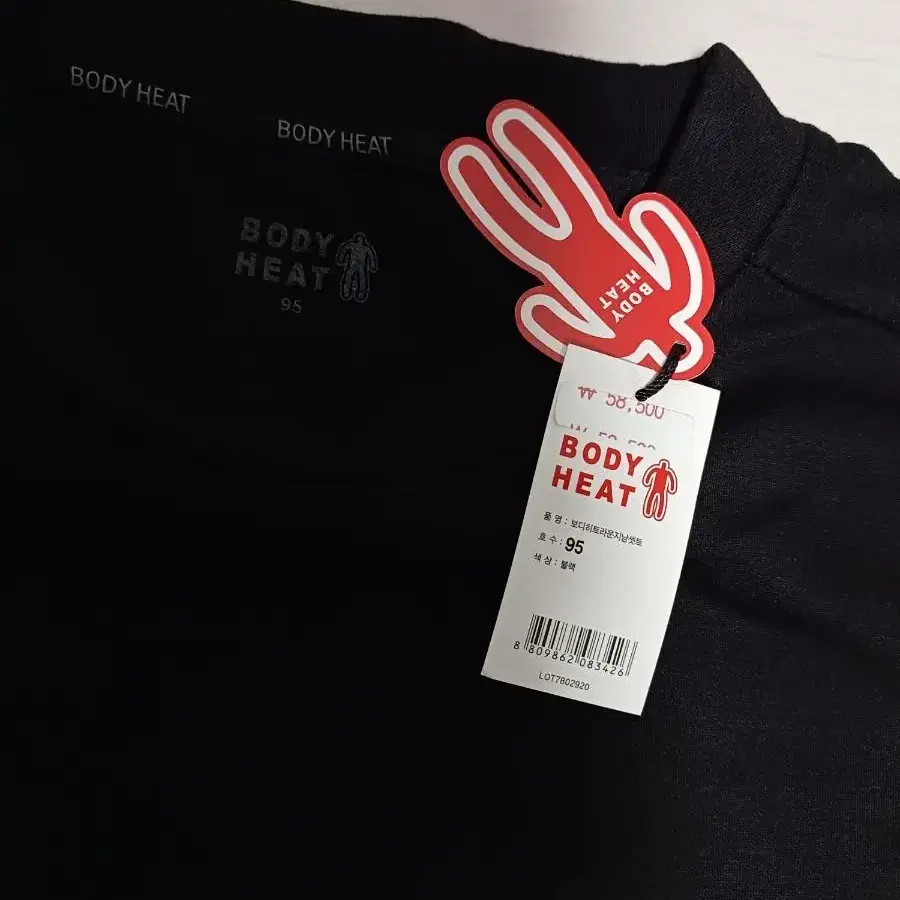 BODY HEAT
BODY HEAT
BODY
HEAT
95
BODY
HEAT
₩ 58,500
BODY
HEAT
품 명 : 보디히트라운지남셋트
호 수 : 95
색 상 : 블랙
8 809862 083426
LOT7802920